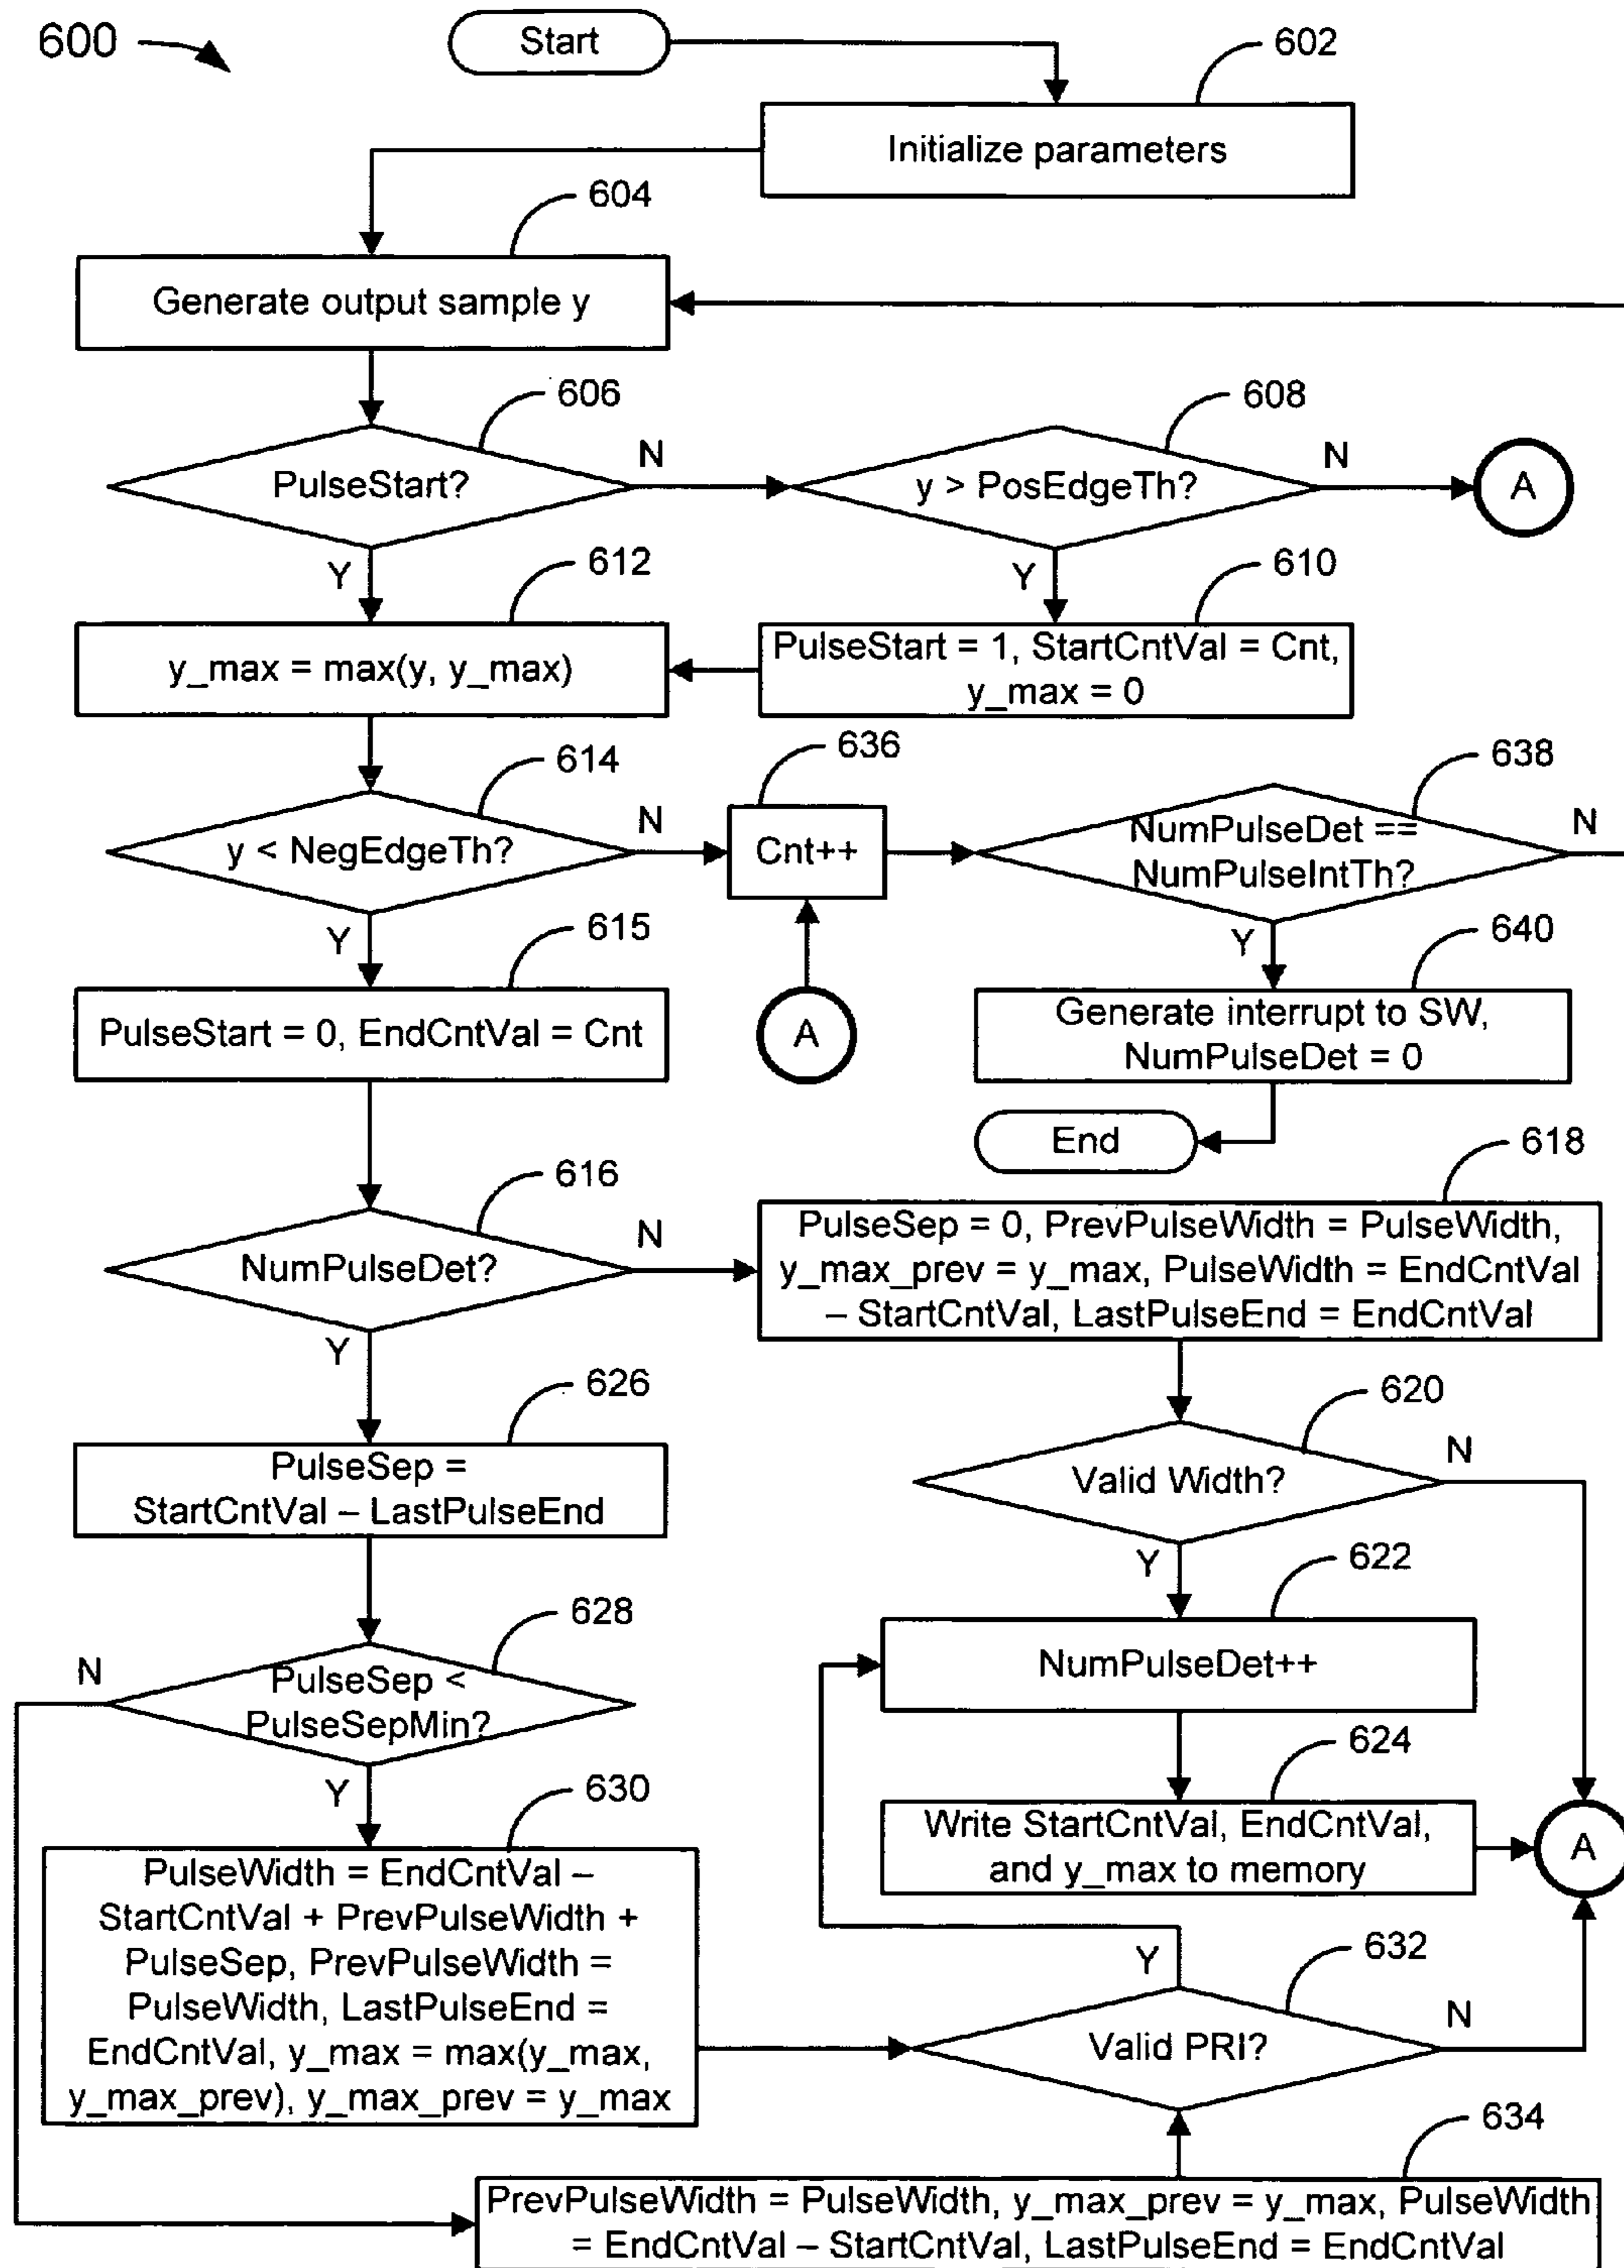 600
Start
602
Initialize parameters
604
Generate output sample y
606
PulseStart?
N
Y
608
y > PosEdgeTh?
N
A
Y
612
y_max = max(y, y_max)
610
PulseStart = 1, StartCntVal = Cnt,
y_max = 0
614
y < NegEdgeTh?
N
Y
636
Cnt++
A
638
NumPulseDet ==
NumPulseIntTh?
N
Y
615
PulseStart = 0, EndCntVal = Cnt
640
Generate interrupt to SW,
NumPulseDet = 0
End
616
NumPulseDet?
N
Y
618
PulseSep = 0, PrevPulseWidth = PulseWidth,
y_max_prev = y_max, PulseWidth = EndCntVal
– StartCntVal, LastPulseEnd = EndCntVal
620
Valid Width?
N
Y
626
PulseSep =
StartCntVal – LastPulseEnd
622
NumPulseDet++
628
PulseSep <
PulseSepMin?
N
Y
624
Write StartCntVal, EndCntVal,
and y_max to memory
A
630
PulseWidth = EndCntVal –
StartCntVal + PrevPulseWidth +
PulseSep, PrevPulseWidth =
PulseWidth, LastPulseEnd =
EndCntVal, y_max = max(y_max,
y_max_prev), y_max_prev = y_max
632
Y
Valid PRI?
N
634
PrevPulseWidth = PulseWidth, y_max_prev = y_max, PulseWidth
= EndCntVal – StartCntVal, LastPulseEnd = EndCntVal